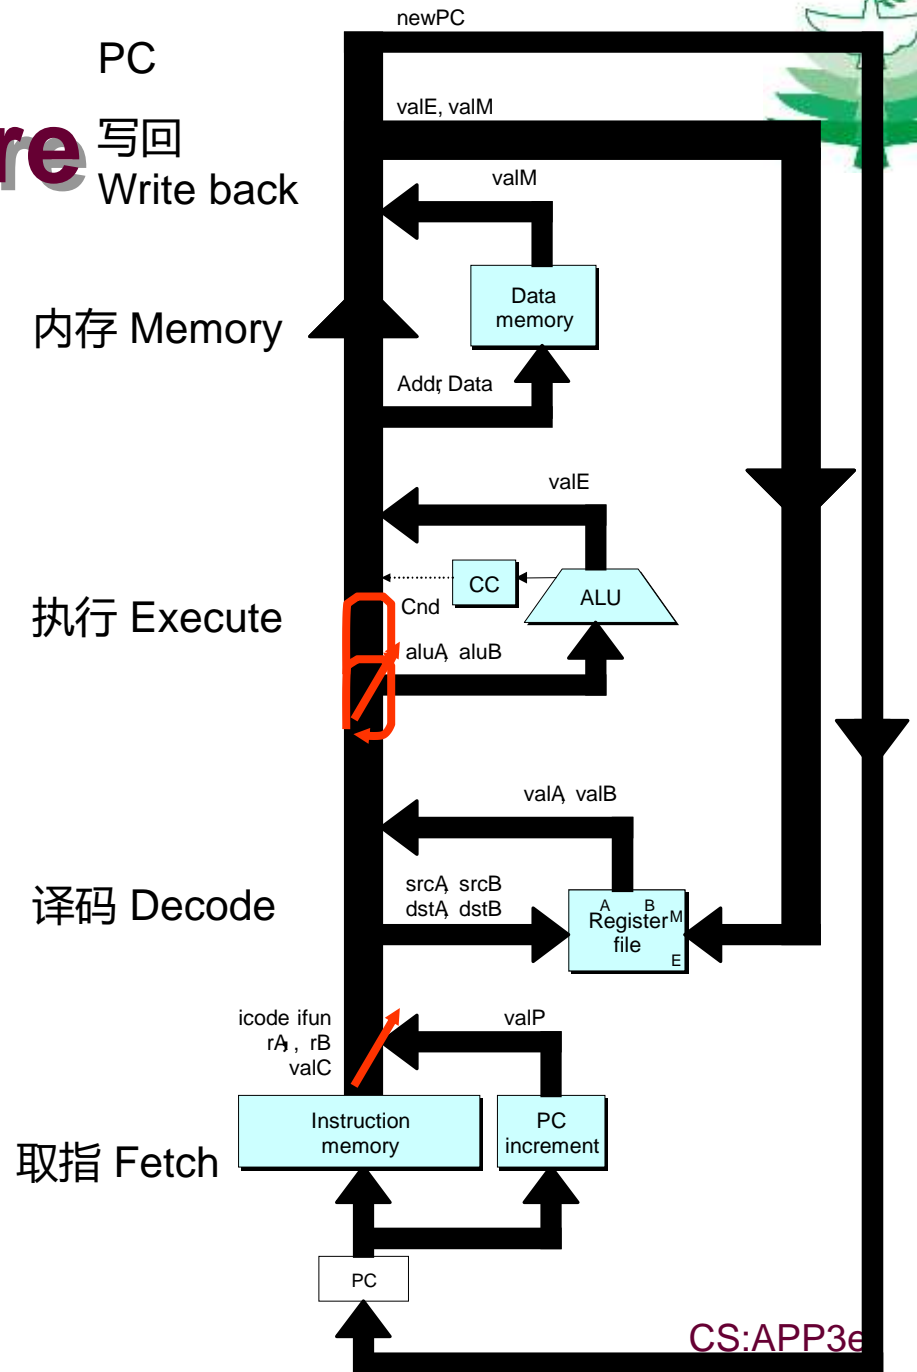 newPC
PC
re
写回
valE, valM
Write back
valM
Data
memory
内存 Memory
Addr, Data
valE
CC
ALU
执行 Execute
Cnd
aluA, aluB
valA, valB
译码 Decode
srcA, srcB
dstA, dstB
A B
Register M
file
E
icode ifun
rA, , rB
valC
valP
Instruction
memory
PC
increment
取指 Fetch
PC
CS:APP3e